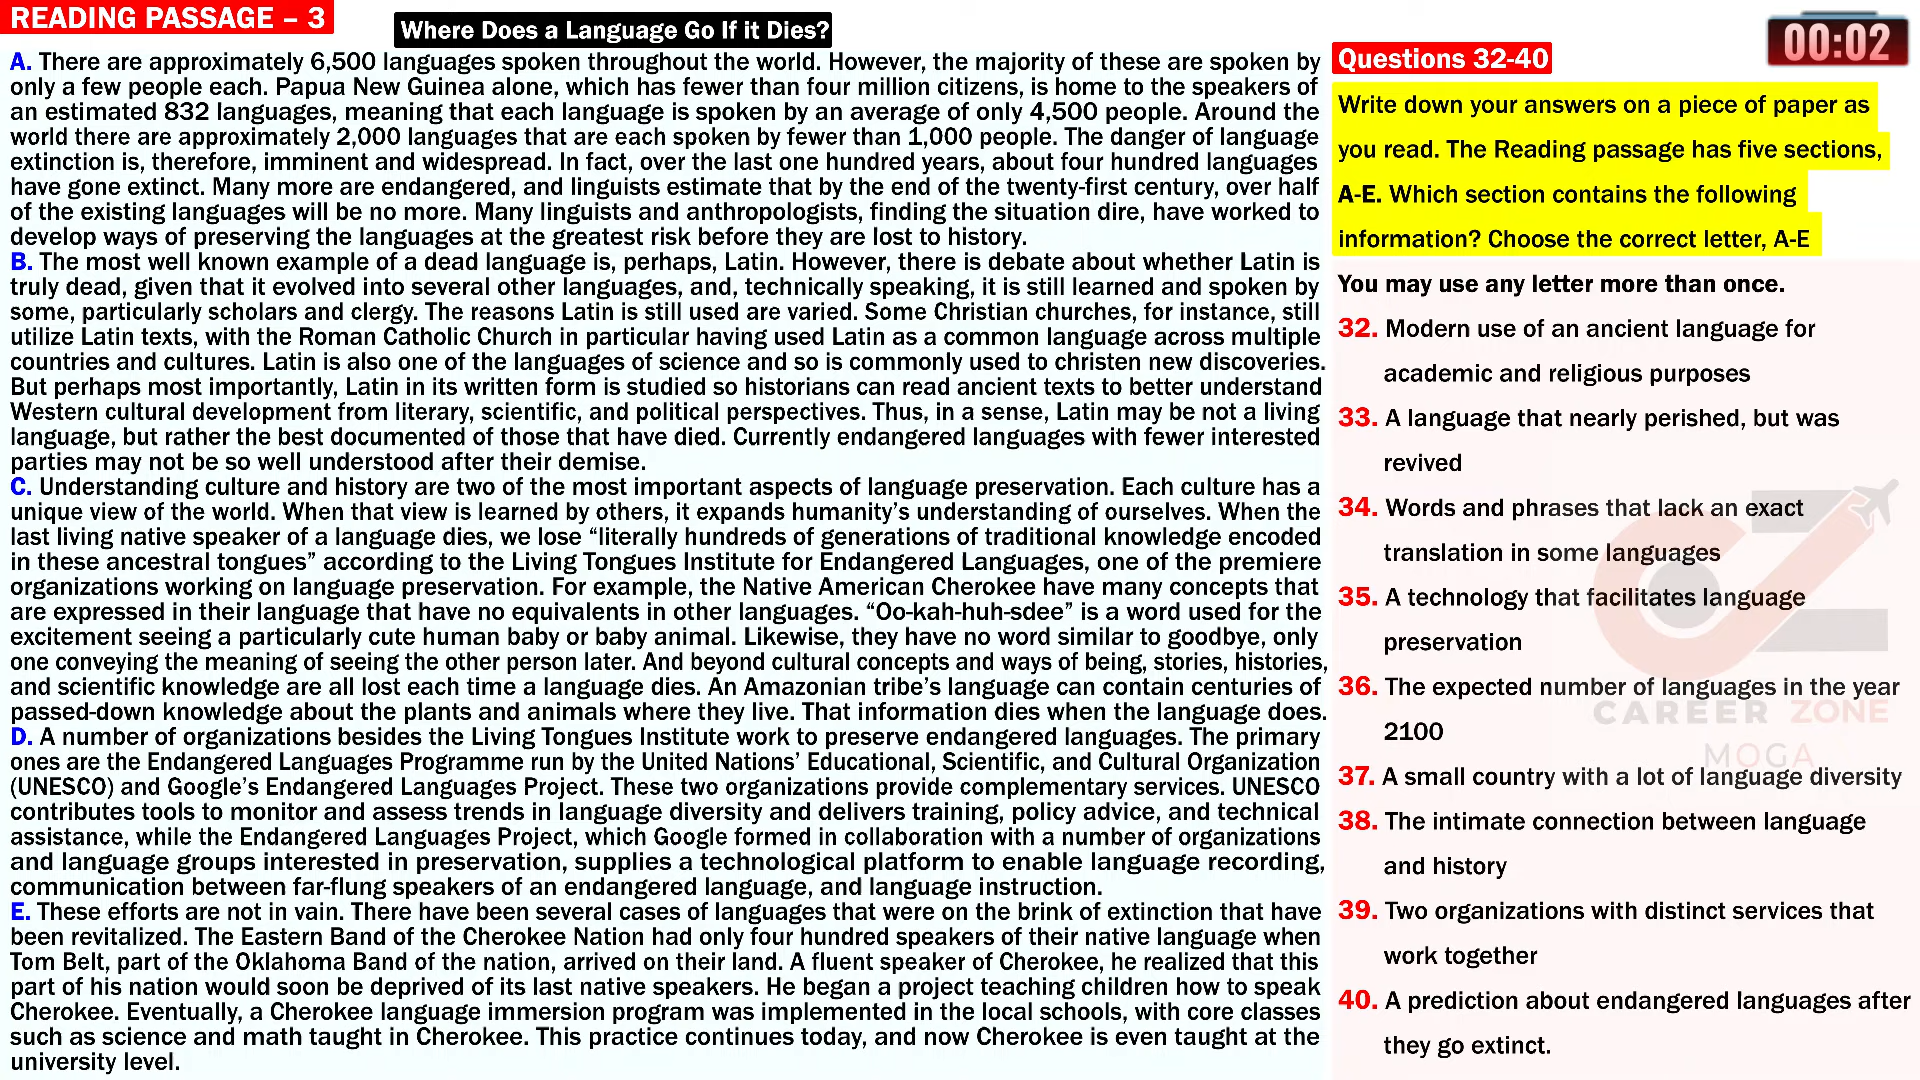 READING PASSAGE – 3
Where Does a Language Go If it Dies?
A. There are approximately 6,500 languages spoken throughout the world. However, the majority of these are spoken by
only a few people each. Papua New Guinea alone, which has fewer than four million citizens, is home to the speakers of
an estimated 832 languages, meaning that each language is spoken by an average of only 4,500 people. Around the
world there are approximately 2,000 languages that are each spoken by fewer than 1,000 people. The danger of language
extinction is, therefore, imminent and widespread. In fact, over the last one hundred years, about four hundred languages
have gone extinct. Many more are endangered, and linguists estimate that by the end of the twenty-first century, over half
of the existing languages will be no more. Many linguists and anthropologists, finding the situation dire, have worked to
develop ways of preserving the languages at the greatest risk before they are lost to history.
B. The most well known example of a dead language is, perhaps, Latin. However, there is debate about whether Latin is
truly dead, given that it evolved into several other languages, and, technically speaking, it is still learned and spoken by
some, particularly scholars and clergy. The reasons Latin is still used are varied. Some Christian churches, for instance, still
utilize Latin texts, with the Roman Catholic Church in particular having used Latin as a common language across multiple
countries and cultures. Latin is also one of the languages of science and so is commonly used to christen new discoveries.
But perhaps most importantly, Latin in its written form is studied so historians can read ancient texts to better understand
Western cultural development from literary, scientific, and political perspectives. Thus, in a sense, Latin may be not a living
language, but rather the best documented of those that have died. Currently endangered languages with fewer interested
parties may not be so well understood after their demise.
C. Understanding culture and history are two of the most important aspects of language preservation. Each culture has a
unique view of the world. When that view is learned by others, it expands humanity’s understanding of ourselves. When the
last living native speaker of a language dies, we lose “literally hundreds of generations of traditional knowledge encoded
in these ancestral tongues” according to the Living Tongues Institute for Endangered Languages, one of the premiere
organizations working on language preservation. For example, the Native American Cherokee have many concepts that
are expressed in their language that have no equivalents in other languages. “Oo-kah-huh-sdee” is a word used for the
excitement seeing a particularly cute human baby or baby animal. Likewise, they have no word similar to goodbye, only
one conveying the meaning of seeing the other person later. And beyond cultural concepts and ways of being, stories, histories,
and scientific knowledge are all lost each time a language dies. An Amazonian tribe’s language can contain centuries of
passed-down knowledge about the plants and animals where they live. That information dies when the language does.
D. A number of organizations besides the Living Tongues Institute work to preserve endangered languages. The primary
ones are the Endangered Languages Programme run by the United Nations’ Educational, Scientific, and Cultural Organization
(UNESCO) and Google’s Endangered Languages Project. These two organizations provide complementary services. UNESCO
contributes tools to monitor and assess trends in language diversity and delivers training, policy advice, and technical
assistance, while the Endangered Languages Project, which Google formed in collaboration with a number of organizations
and language groups interested in preservation, supplies a technological platform to enable language recording,
communication between far-flung speakers of an endangered language, and language instruction.
E. These efforts are not in vain. There have been several cases of languages that were on the brink of extinction that have
been revitalized. The Eastern Band of the Cherokee Nation had only four hundred speakers of their native language when
Tom Belt, part of the Oklahoma Band of the nation, arrived on their land. A fluent speaker of Cherokee, he realized that this
part of his nation would soon be deprived of its last native speakers. He began a project teaching children how to speak
Cherokee. Eventually, a Cherokee language immersion program was implemented in the local schools, with core classes
such as science and math taught in Cherokee. This practice continues today, and now Cherokee is even taught at the
university level.
00:02
Questions 32-40
Write down your answers on a piece of paper as
you read. The Reading passage has five sections,
A-E. Which section contains the following
information? Choose the correct letter, A-E
You may use any letter more than once.
32. Modern use of an ancient language for
academic and religious purposes
33. A language that nearly perished, but was
revived
34. Words and phrases that lack an exact
translation in some languages
35. A technology that facilitates language
preservation
36. The expected number of languages in the year
2100
37. A small country with a lot of language diversity
38. The intimate connection between language
and history
39. Two organizations with distinct services that
work together
40. A prediction about endangered languages after
they go extinct.
CAREER ZONE
MOGA